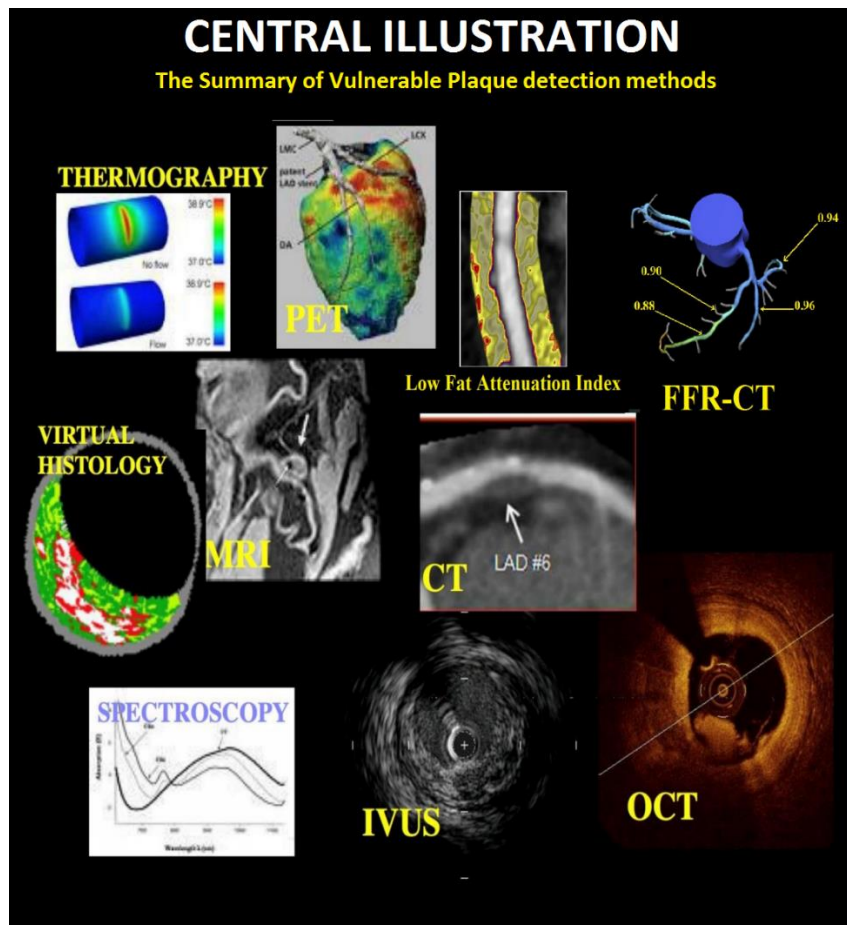 CENTRAL ILLUSTRATION
The Summary of Vulnerable Plaque detection methods
THERMOGRAPHY
38.9°C
37.0°C
No flow
38.9°C
37.0°C
Flow
LMC
LCX
patent
LAD stent
DA
PET
Low Fat Attenuation Index
0.94
0.90
0.88
0.96
FFR-CT
VIRTUAL
HISTOLOGY
MRI
LAD #6
CT
SPECTROSCOPY
Wavelength λ (nm)
IVUS
OCT